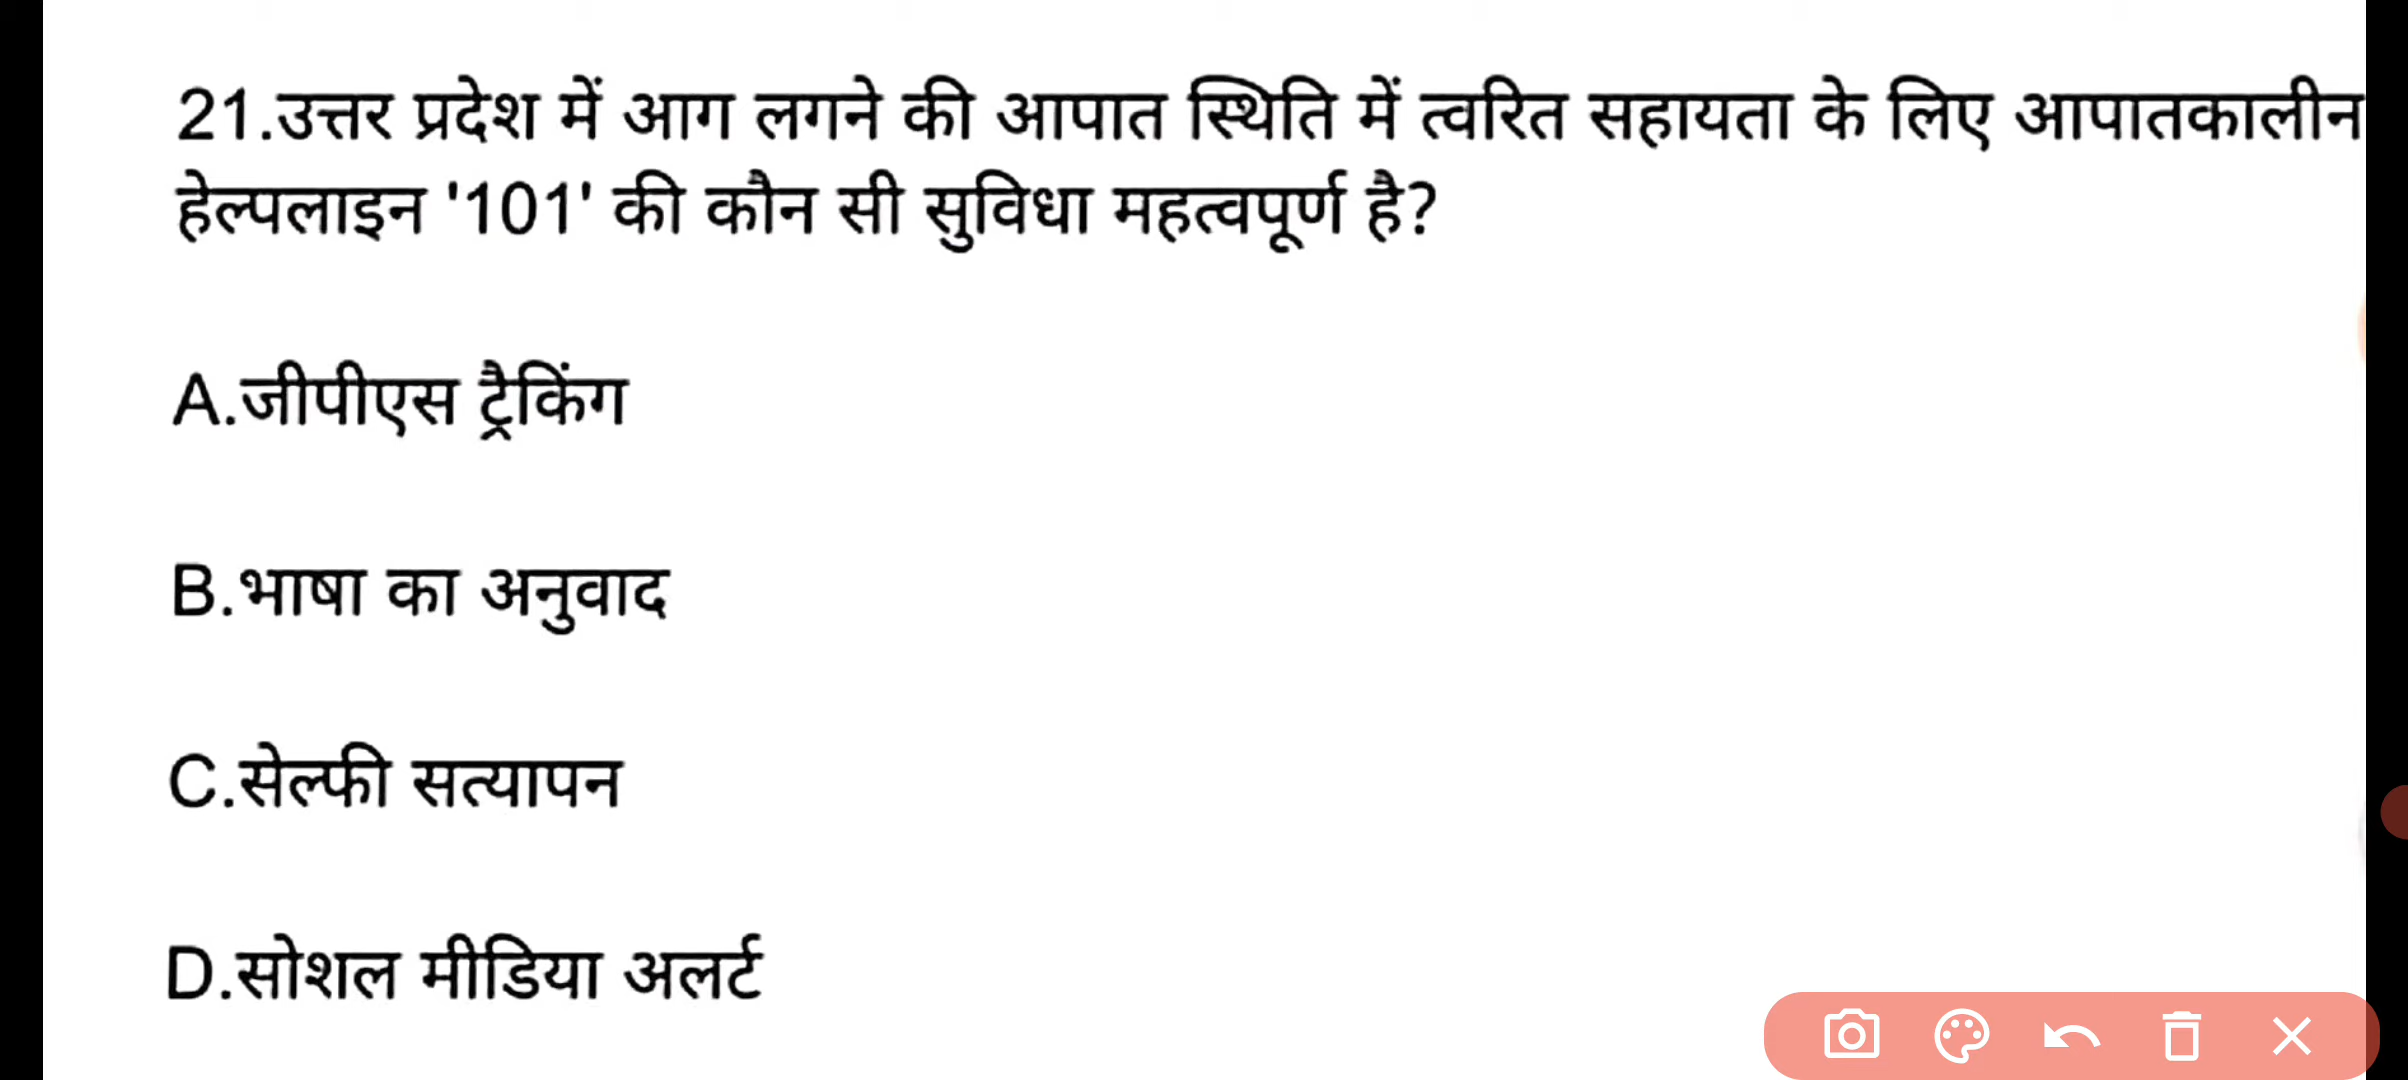 21.उत्तर प्रदेश में आग लगने की आपात स्थिति में त्वरित सहायता के लिए आपातकालीन
हेल्पलाइन '101' की कौन सी सुविधा महत्वपूर्ण है?
A.जीपीएस ट्रैकिंग
B.भाषा का अनुवाद
C.सेल्फी सत्यापन
D.सोशल मीडिया अलर्ट